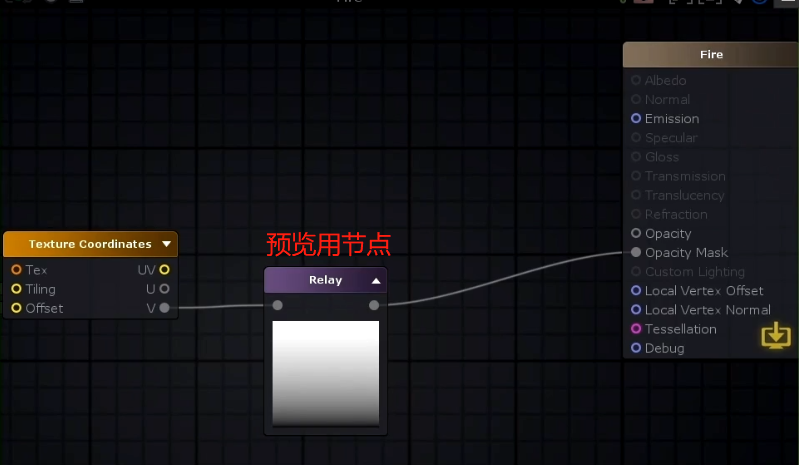 Fire
Albedo
Normal
Emission
Specular
Gloss
Transmission
Translucency
Refraction
Opacity
Opacity Mask
Custom Lighting
Local Vertex Offset
Local Vertex Normal
Tessellation
Debug
Texture Coordinates
Tex UV
Tiling U
Offset V
预览用节点
Relay